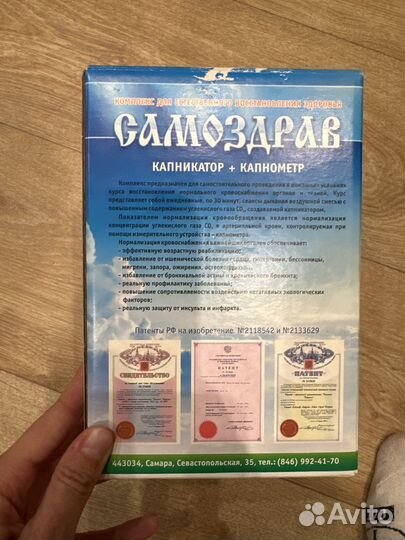 КОМПЛЕКС ДЛЯ ЕСТЕСТВЕННОГО ВОССТАНОВЛЕНИЯ ЗДОРОВЬЯ
САМОЗДРАВ
КАПНИКАТОР + КАПНОМЕТР
Комплекс предназначен для самостоятельного проведения в домашних условиях
курса восстановления нормального кровоснабжения органов и тканей. Курс
представляет собой ежедневные, по 30 минут, сеансы дыхания воздушной смесью с
повышенным содержанием углекислого газа CO₂, создаваемой капникатором.
Показателем нормализации кровообращения является нормализация
концентрации углекислого газа CO₂ в артериальной крови, контролируемая при
помощи измерительного устройства – капнометра.
Нормализация кровоснабжения важнейших органов обеспечивает:
- эффективную возрастную реабилитацию;
- избавление от ишемической болезни сердца, гипертонии, бессонницы,
мигрени, запора, ожирения, остеохондроза...
- избавление от бронхиальной астмы и хронического бронхита;
- реальную профилактику заболеваний;
- повышение сопротивляемости воздействию негативных экологических
факторов;
- реальную защиту от инсульта и инфаркта.
Патенты РФ на изобретение №2118542 и №2133629
СВИДЕТЕЛЬСТВО
ПАТЕНТ
ПАТЕНТ
443034, Самара, Севастопольская, 35, тел.: (846) 992-41-70
Avito